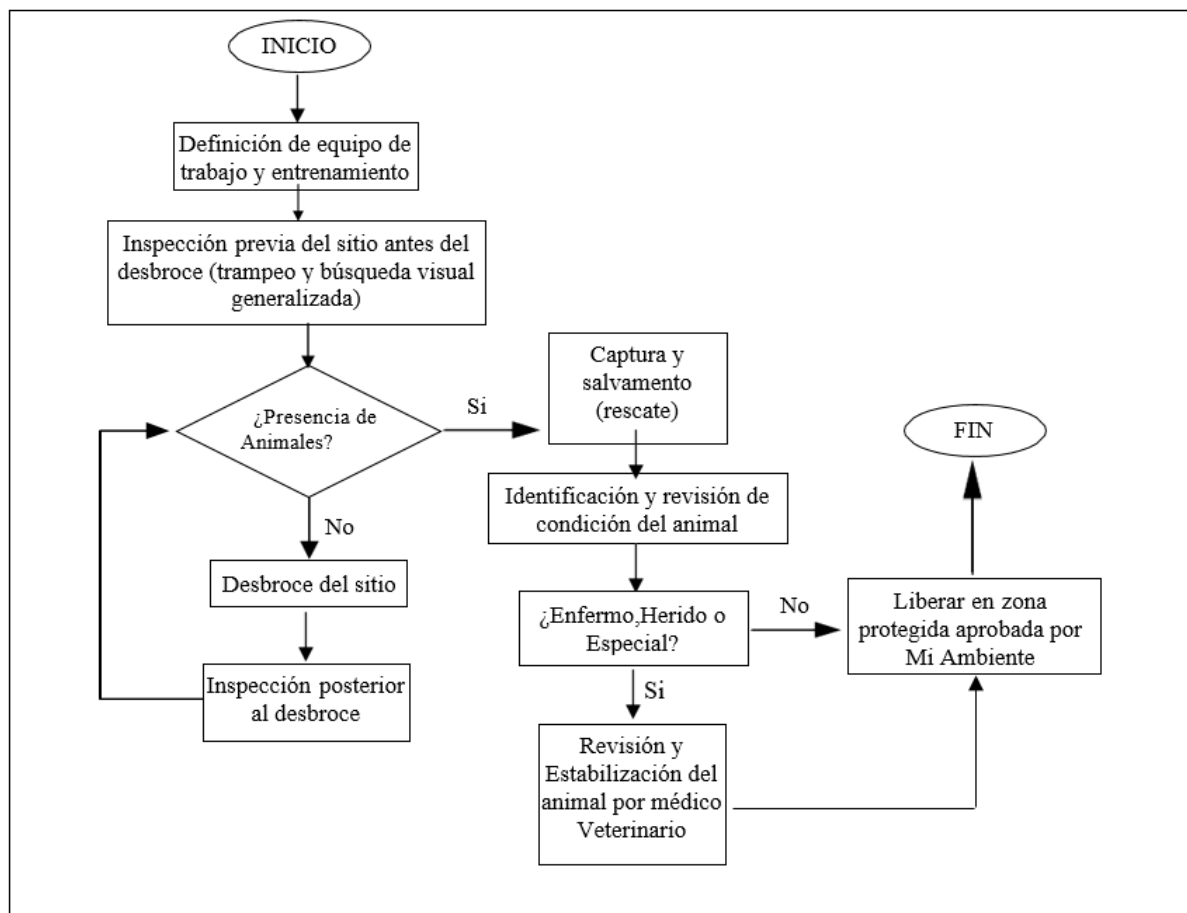 INICIO
Definición de equipo de
trabajo y entrenamiento
Inspección previa del sitio antes del
desbroce (trampeo y búsqueda visual
generalizada)
¿Presencia de
Animales?
Si
No
Desbroce del sitio
Inspección posterior
al desbroce
Captura y
salvamento
(rescate)
Identificación y revisión de
condición del animal
¿Enfermo,Herido o
Especial?
No
Si
Revisión y
Estabilización del
animal por médico
Veterinario
Liberar en zona
protegida aprobada por
Mi Ambiente
FIN